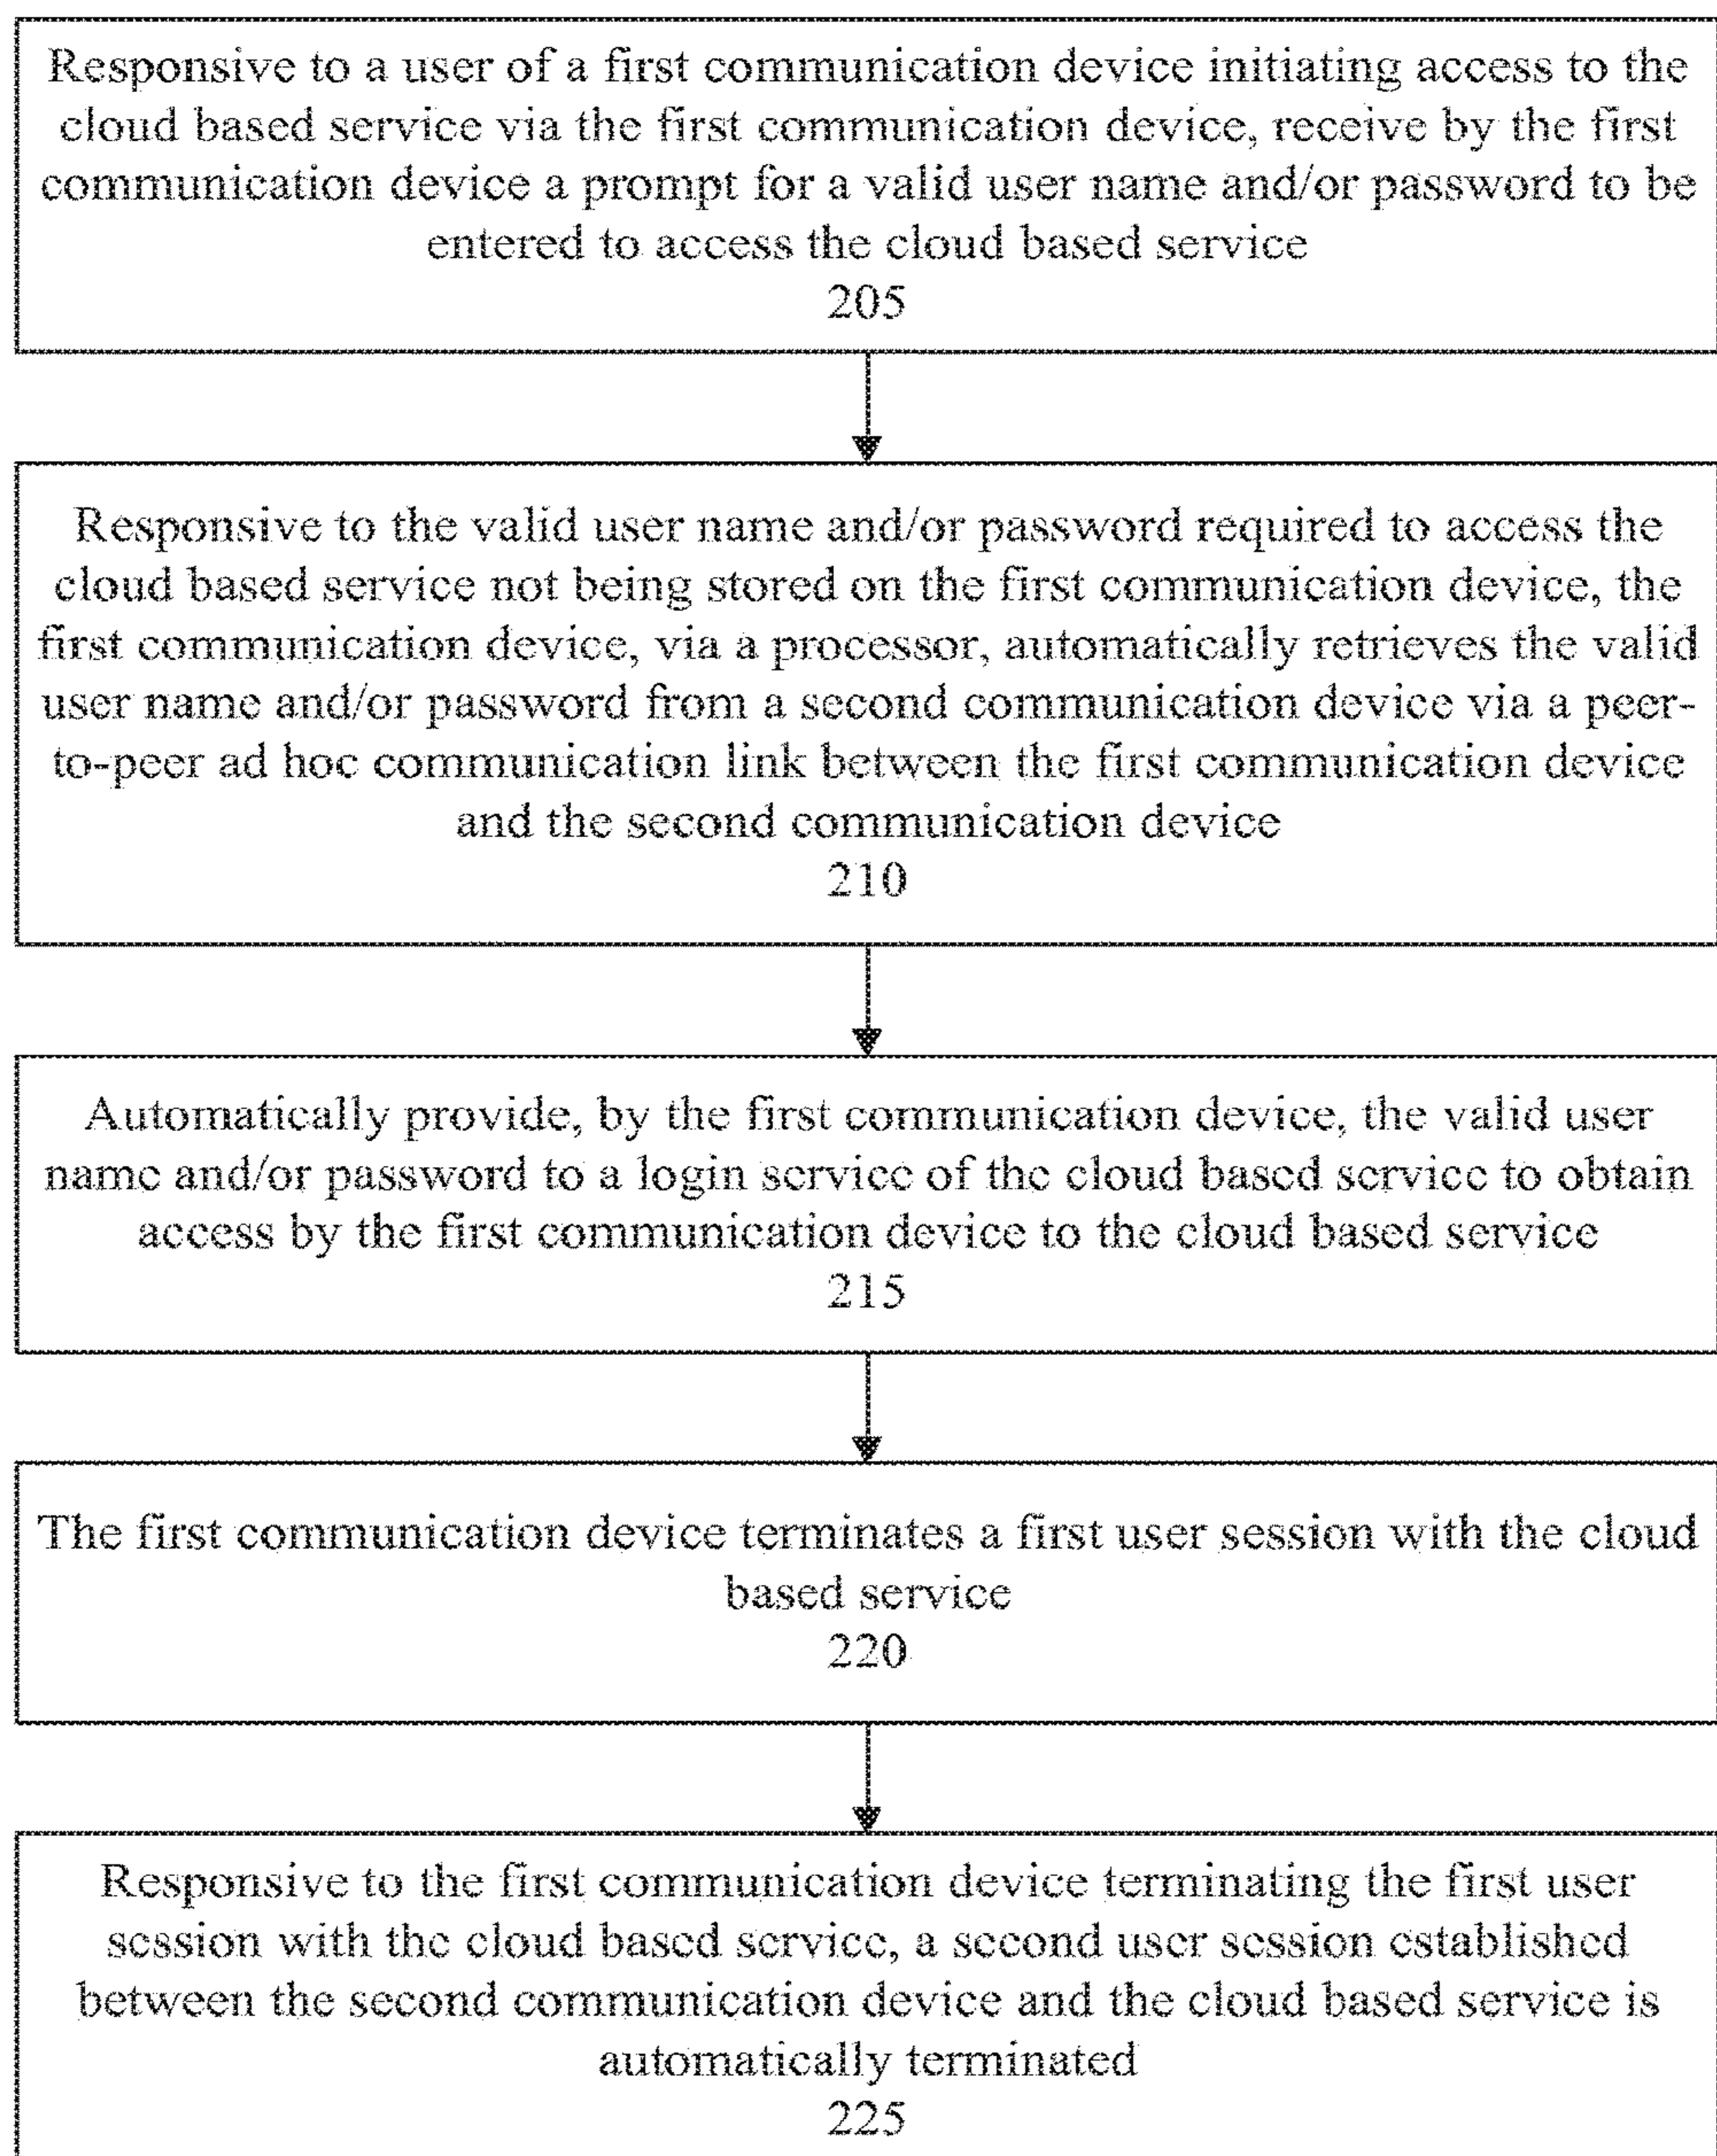 Responsive to a user of a first communication device initiating access to the
cloud based service via the first communication device, receive by the first
communication device a prompt for a valid user name and/or password to be
entered to access the cloud based service
205
Responsive to the valid user name and/or password required to access the
cloud based service not being stored on the first communication device, the
first communication device, via a processor, automatically retrieves the valid
user name and/or password from a second communication device via a peer-
to-peer ad hoc communication link between the first communication device
and the second communication device
210
Automatically provide, by the first communication device, the valid user
name and/or password to a login service of the cloud based service to obtain
access by the first communication device to the cloud based service
215
The first communication device terminates a first user session with the cloud
based service
220
Responsive to the first communication device terminating the first user
session with the cloud based service, a second user session established
between the second communication device and the cloud based service is
automatically terminated
225